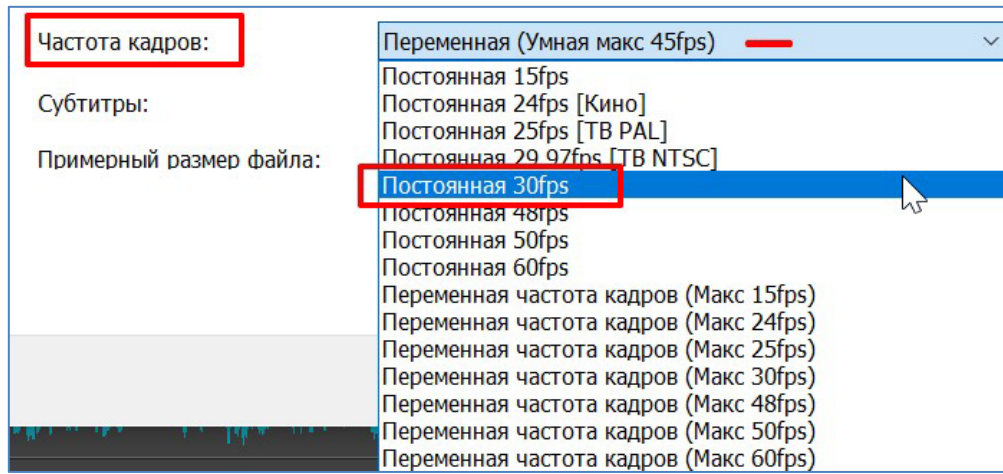 Частота кадров:
Переменная (Умная макс 45fps)
Постоянная 15fps
Субтитры:
Постоянная 24fps [Кино]
Постоянная 25fps [ТВ PAL]
Примерный размер файла:
Постоянная 29.97fps [ТВ NTSC]
Постоянная 30fps
Постоянная 48fps
Постоянная 50fps
Постоянная 60fps
Переменная частота кадров (Макс 15fps)
Переменная частота кадров (Макс 24fps)
Переменная частота кадров (Макс 25fps)
Переменная частота кадров (Макс 30fps)
Переменная частота кадров (Макс 48fps)
Переменная частота кадров (Макс 50fps)
Переменная частота кадров (Макс 60fps)